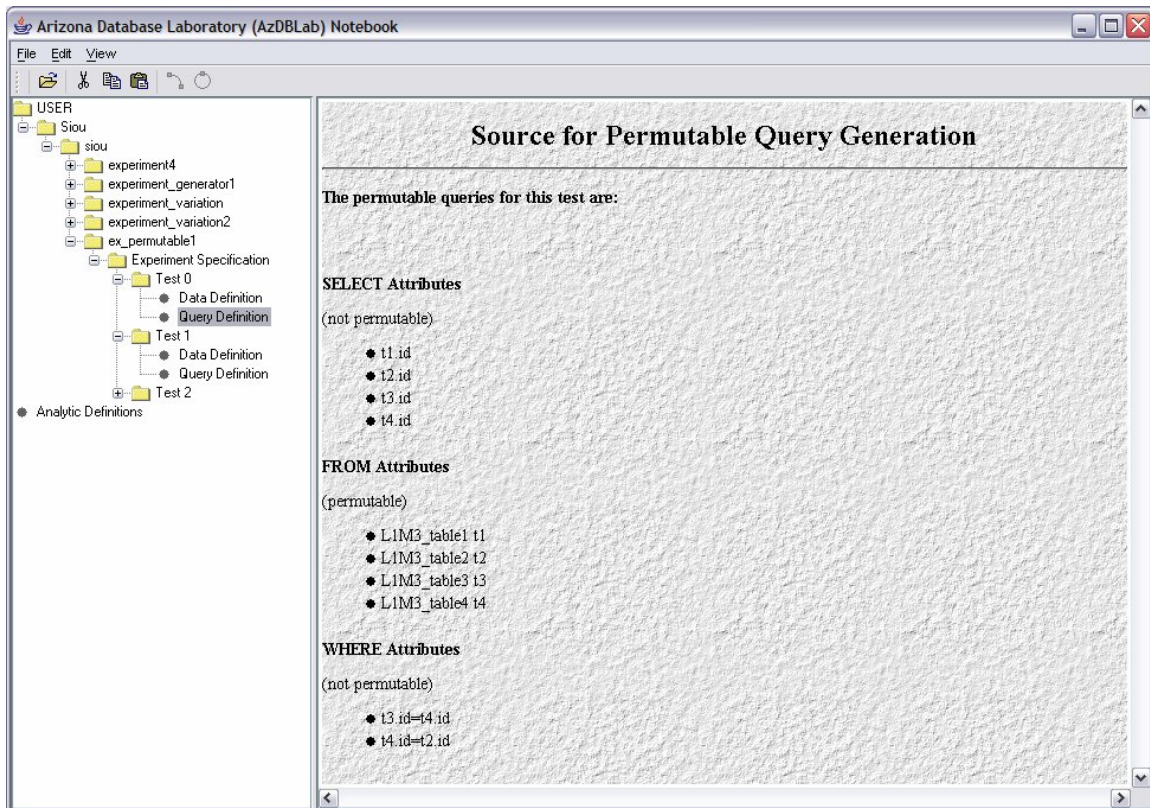 Arizona Database Laboratory (AzDBLab) Notebook
File Edit View
USER
Siou
siou
experiment4
experiment_generator1
experiment_variation
experiment_variation2
ex_permutable1
Experiment Specification
Test 0
Data Definition
Query Definition
Test 1
Data Definition
Query Definition
Test 2
Analytic Definitions
Source for Permutable Query Generation
The permutable queries for this test are:
SELECT Attributes
(not permutable)
t1.id
t2.id
t3.id
t4.id
FROM Attributes
(permutable)
L1M3_table1 t1
L1M3_table2 t2
L1M3_table3 t3
L1M3_table4 t4
WHERE Attributes
(not permutable)
t3.id=t4.id
t4.id=t2.id